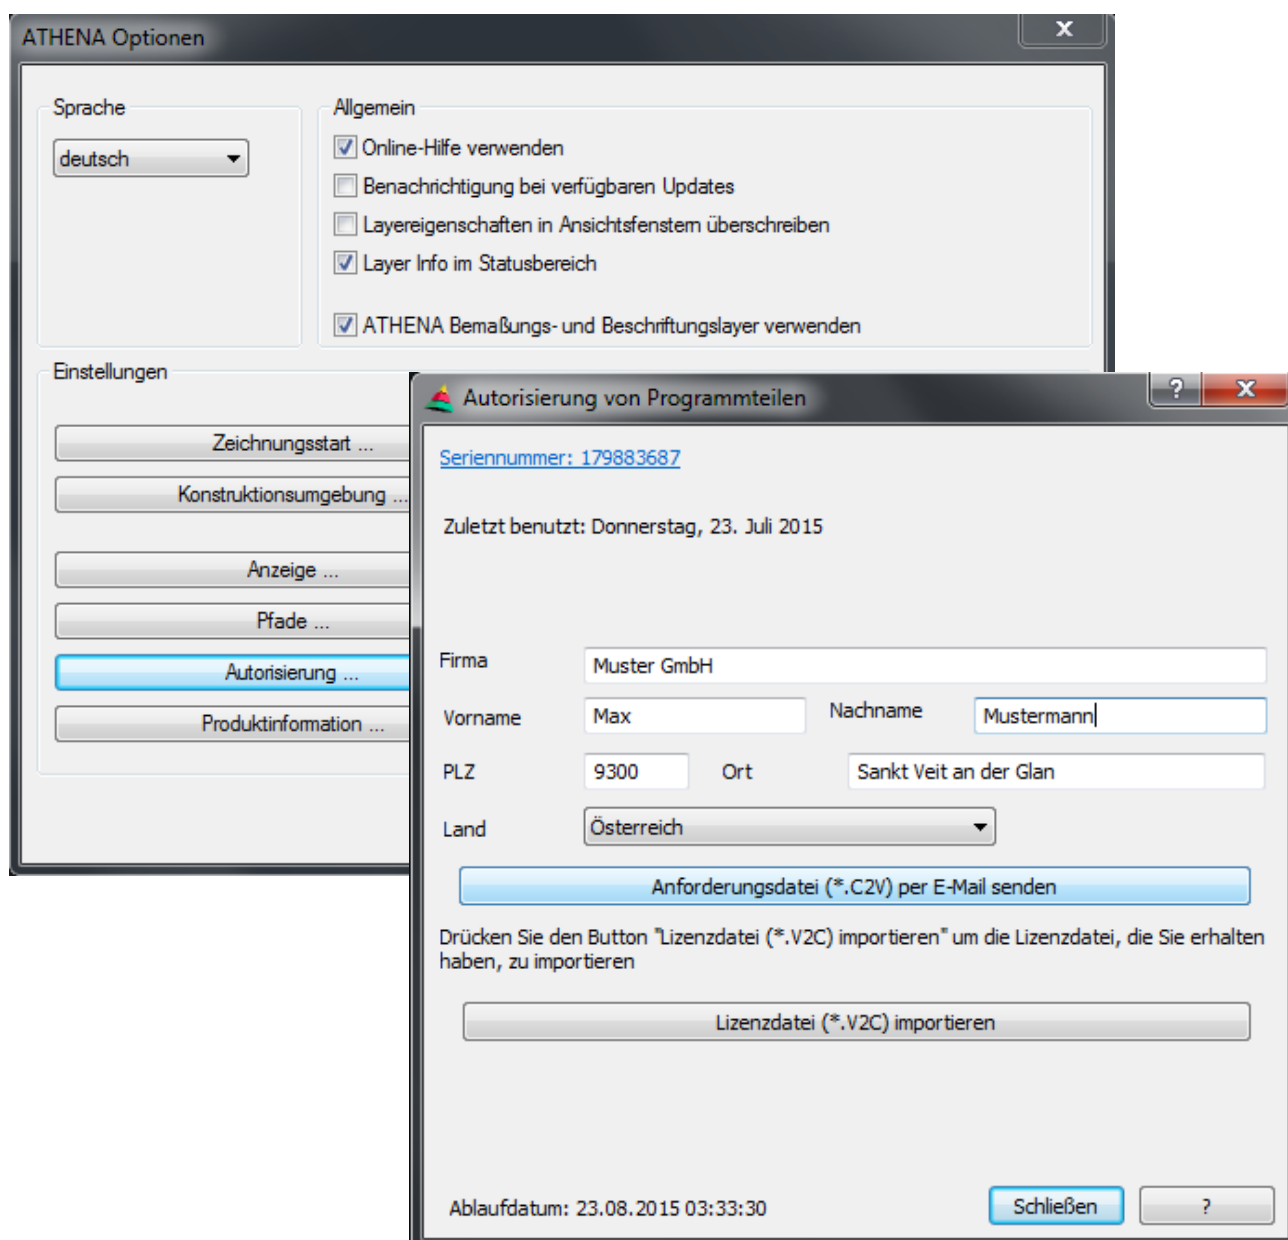 ATHENA Optionen
X
Sprache
deutsch
Allgemein
Online-Hilfe verwenden
Benachrichtigung bei verfügbaren Updates
Layereigenschaften in Ansichtsfenstern überschreiben
Layer Info im Statusbereich
ATHENA Bemaßungs- und Beschriftungslayer verwenden
Einstellungen
Zeichnungsstart ...
Konstruktionsumgebung ...
Anzeige ...
Pfade ...
Autorisierung ...
Produktinformation ...
Autorisierung von Programmteilen
? X
Seriennummer: 179883687
Zuletzt benutzt: Donnerstag, 23. Juli 2015
Firma Muster GmbH
Vorname Max Nachname Mustermann
PLZ 9300 Ort Sankt Veit an der Glan
Land Österreich
Anforderungsdatei (*.C2V) per E-Mail senden
Drücken Sie den Button "Lizenzdatei (*.V2C) importieren" um die Lizenzdatei, die Sie erhalten
haben, zu importieren
Lizenzdatei (*.V2C) importieren
Ablaufdatum: 23.08.2015 03:33:30
Schließen ?